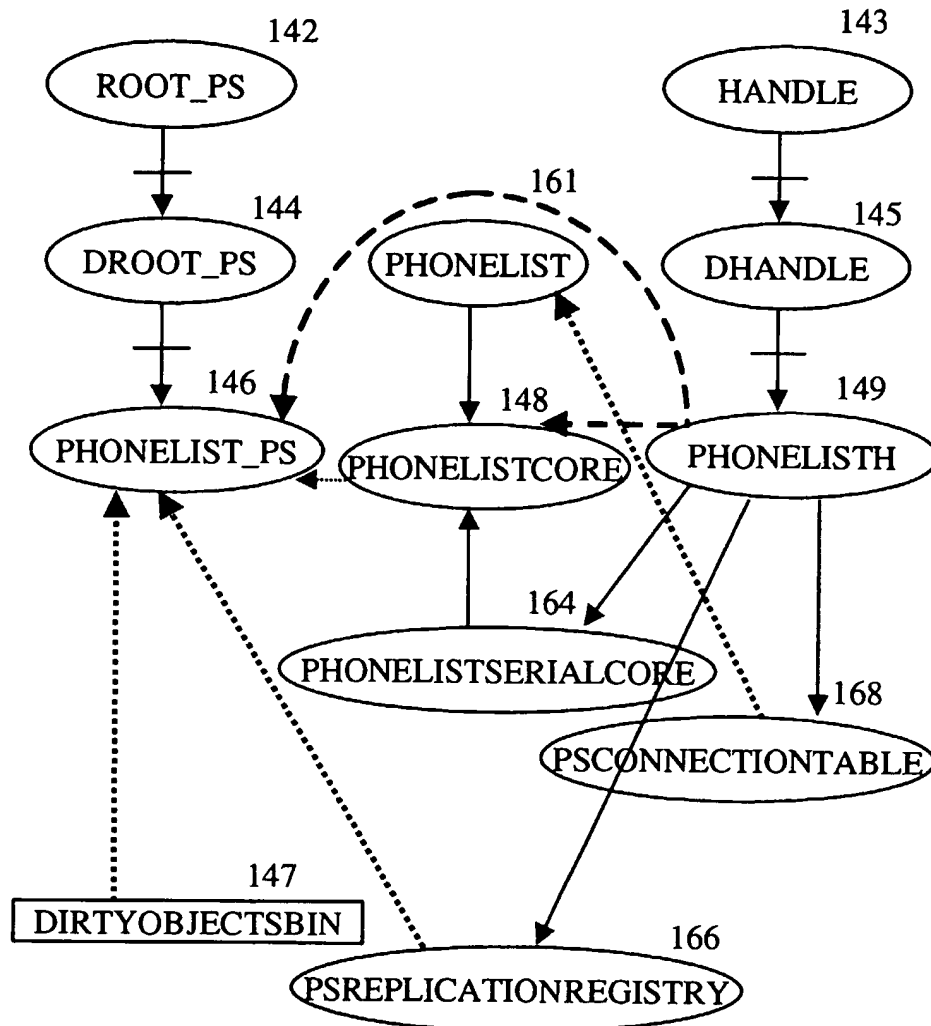 142
143
ROOT_PS
HANDLE
161
144
145
DROOT_PS
PHONELIST
DHANDLE
146
148
149
PHONELIST_PS
PHONELISTCORE
PHONELISTH
164
PHONELISTSERIALCORE
168
PSCONNECTIONTABLE
147
DIRTYOBJECTSBIN
166
PSREPLICATIONREGISTRY